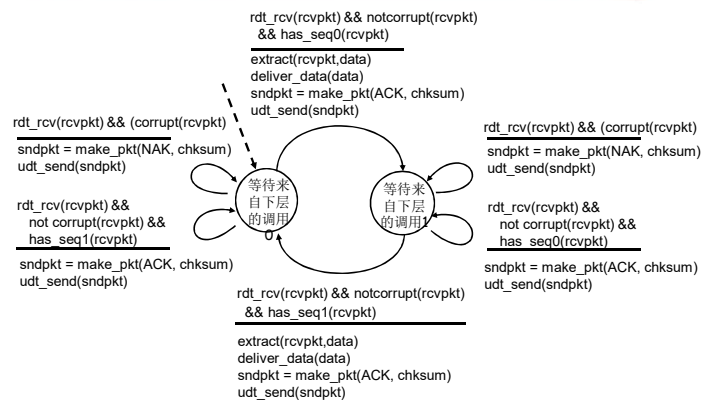 rdt_rcv(rcvpkt) && notcorrupt(rcvpkt)
&& has_seq0(rcvpkt)
extract(rcvpkt,data)
deliver_data(data)
sndpkt = make_pkt(ACK, chksum)
udt_send(sndpkt)
rdt_rcv(rcvpkt) && (corrupt(rcvpkt)
sndpkt = make_pkt(NAK, chksum)
udt_send(sndpkt)
rdt_rcv(rcvpkt) &&
not corrupt(rcvpkt) &&
has_seq1(rcvpkt)
sndpkt = make_pkt(ACK, chksum)
udt_send(sndpkt)
等待来
自下层
的调用
0
等待来
自下层
的调用1
rdt_rcv(rcvpkt) && (corrupt(rcvpkt)
sndpkt = make_pkt(NAK, chksum)
udt_send(sndpkt)
rdt_rcv(rcvpkt) &&
not corrupt(rcvpkt) &&
has_seq0(rcvpkt)
sndpkt = make_pkt(ACK, chksum)
udt_send(sndpkt)
rdt_rcv(rcvpkt) && notcorrupt(rcvpkt)
&& has_seq1(rcvpkt)
extract(rcvpkt,data)
deliver_data(data)
sndpkt = make_pkt(ACK, chksum)
udt_send(sndpkt)